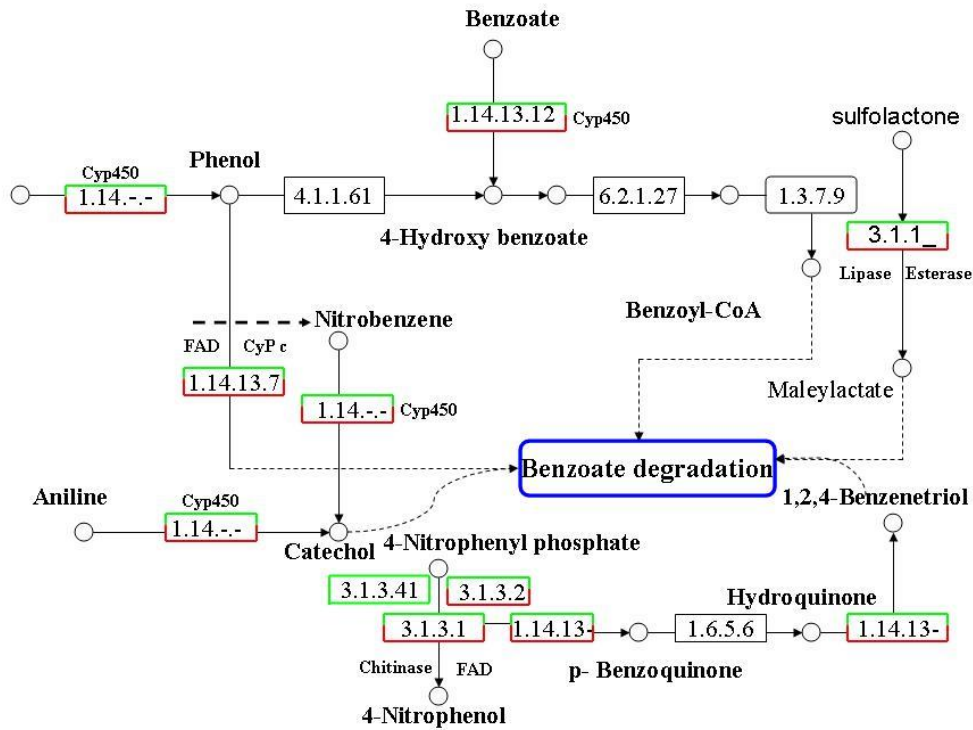 Benzoate
1.14.13.12 Cyp450
sulfolactone
Cyp450
Phenol
1.14.-.-
4.1.1.61
6.2.1.27
1.3.7.9
4-Hydroxy benzoate
3.1.1_
Lipase Esterase
Benzoyl-CoA
Nitrobenzene
FAD CyP c
1.14.13.7
Maleylactate
1.14.-.- Cyp450
Benzoate degradation
Aniline
Cyp450
1.14.-.-
1,2,4-Benzenetriol
Catechol
4-Nitrophenyl phosphate
3.1.3.41
3.1.3.2
Hydroquinone
3.1.3.1
1.14.13-
1.6.5.6
1.14.13-
Chitinase FAD
p- Benzoquinone
4-Nitrophenol